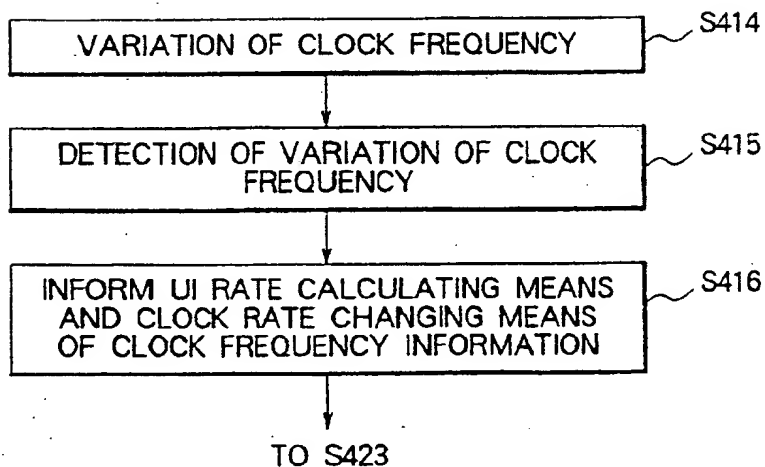 VARIATION OF CLOCK FREQUENCY
S414
DETECTION OF VARIATION OF CLOCK
FREQUENCY
S415
INFORM UI RATE CALCULATING MEANS
AND CLOCK RATE CHANGING MEANS
OF CLOCK FREQUENCY INFORMATION
S416
TO S423